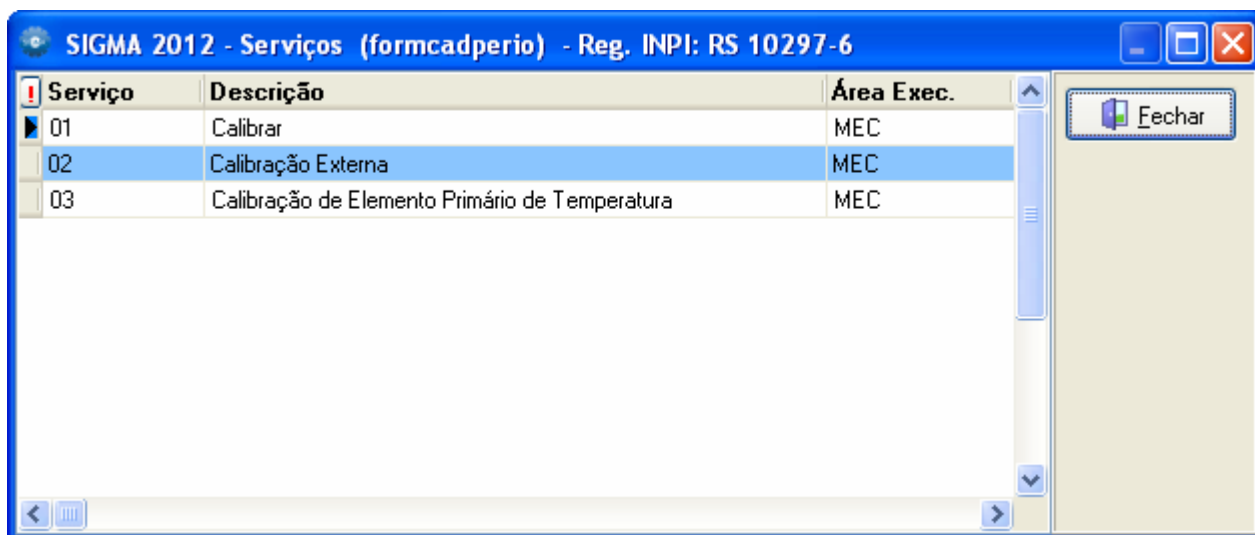 SIGMA 2012 - Serviços (formcadperio) - Reg. INPI: RS 10297-6
Serviço Descrição Área Exec.
Fechar
01 Calibrar MEC
02 Calibração Externa MEC
03 Calibração de Elemento Primário de Temperatura MEC